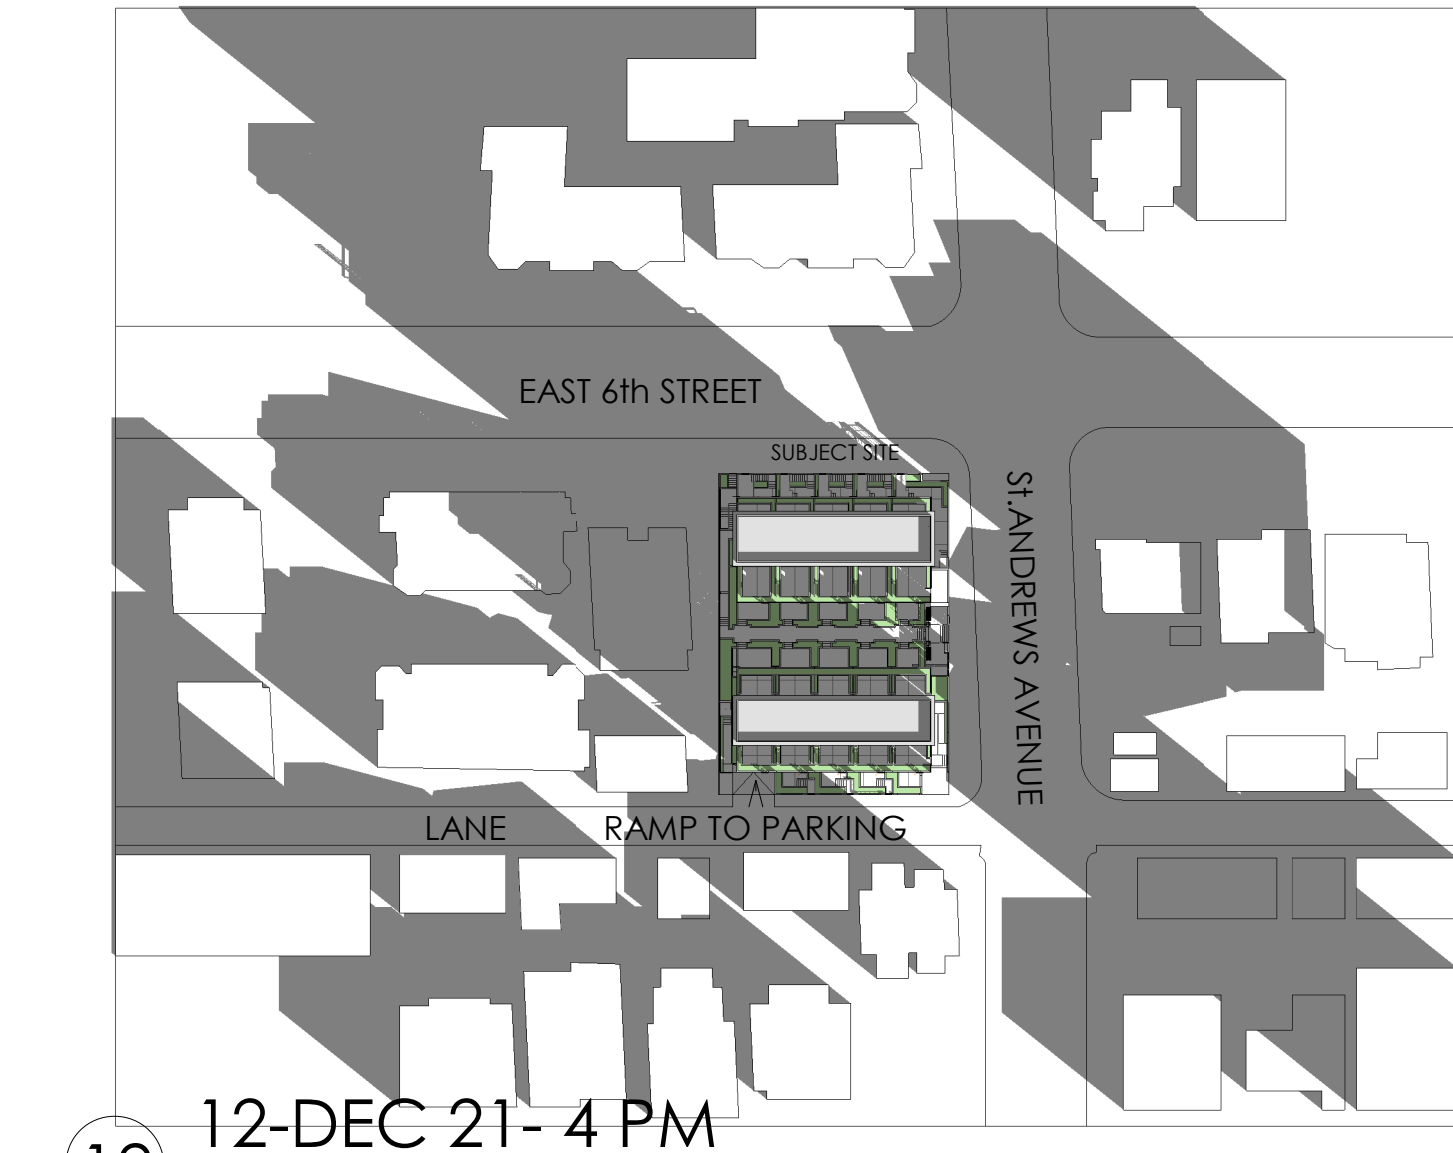 EAST 6th STREET
SUBJECT SITE
St.ANDREWS AVENUE
LANE
RAMP TO PARKING
12-DEC 21- 4 PM